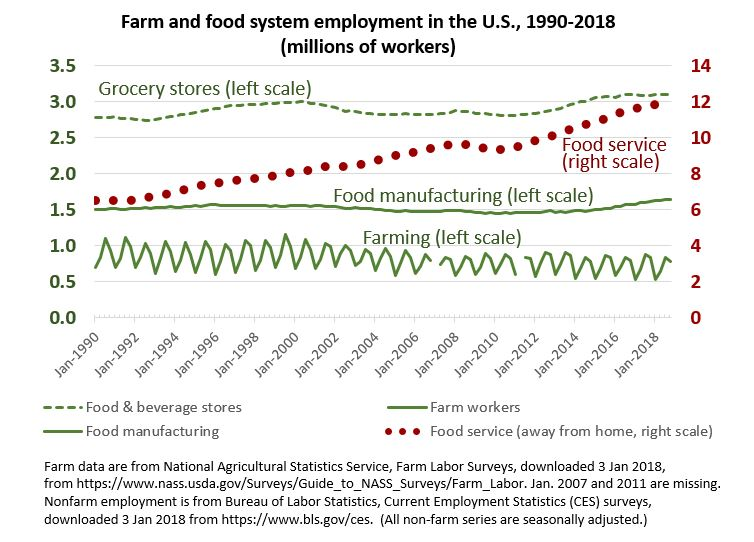 Farm and food system employment in the U.S., 1990-2018
(millions of workers)
3.5
3.0
2.5
2.0
1.5
1.0
0.5
0.0
14
12
10
8
6
4
2
0
Grocery stores (left scale)
Food service
(right scale)
Food manufacturing (left scale)
Farming (left scale)
Jan-1990
Jan-1992
Jan-1994
Jan-1996
Jan-1998
Jan-2000
Jan-2002
Jan-2004
Jan-2006
Jan-2008
Jan-2010
Jan-2012
Jan-2014
Jan-2016
Jan-2018
Food & beverage stores
Farm workers
Food manufacturing
Food service (away from home, right scale)
Farm data are from National Agricultural Statistics Service, Farm Labor Surveys, downloaded 3 Jan 2018,
from https://www.nass.usda.gov/Surveys/Guide_to_NASS_Surveys/Farm_Labor. Jan. 2007 and 2011 are missing.
Nonfarm employment is from Bureau of Labor Statistics, Current Employment Statistics (CES) surveys,
downloaded 3 Jan 2018 from https://www.bls.gov/ces.  (All non-farm series are seasonally adjusted.)